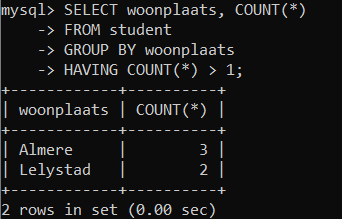 mysql> SELECT woonplaats, COUNT(*)
    -> FROM student
    -> GROUP BY woonplaats
    -> HAVING COUNT(*) > 1;
+------------+----------+
| woonplaats | COUNT(*) |
+------------+----------+
| Almere     |        3 |
| Lelystad   |        2 |
+------------+----------+
2 rows in set (0.00 sec)